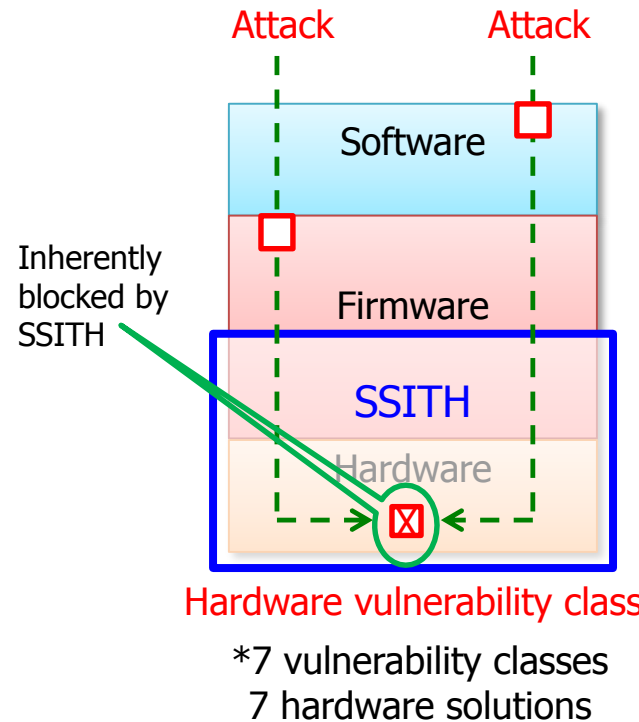 Attack Attack
Software
Inherently
blocked by
SSITH
Firmware
SSITH
Hardware
Hardware vulnerability class
*7 vulnerability classes
7 hardware solutions